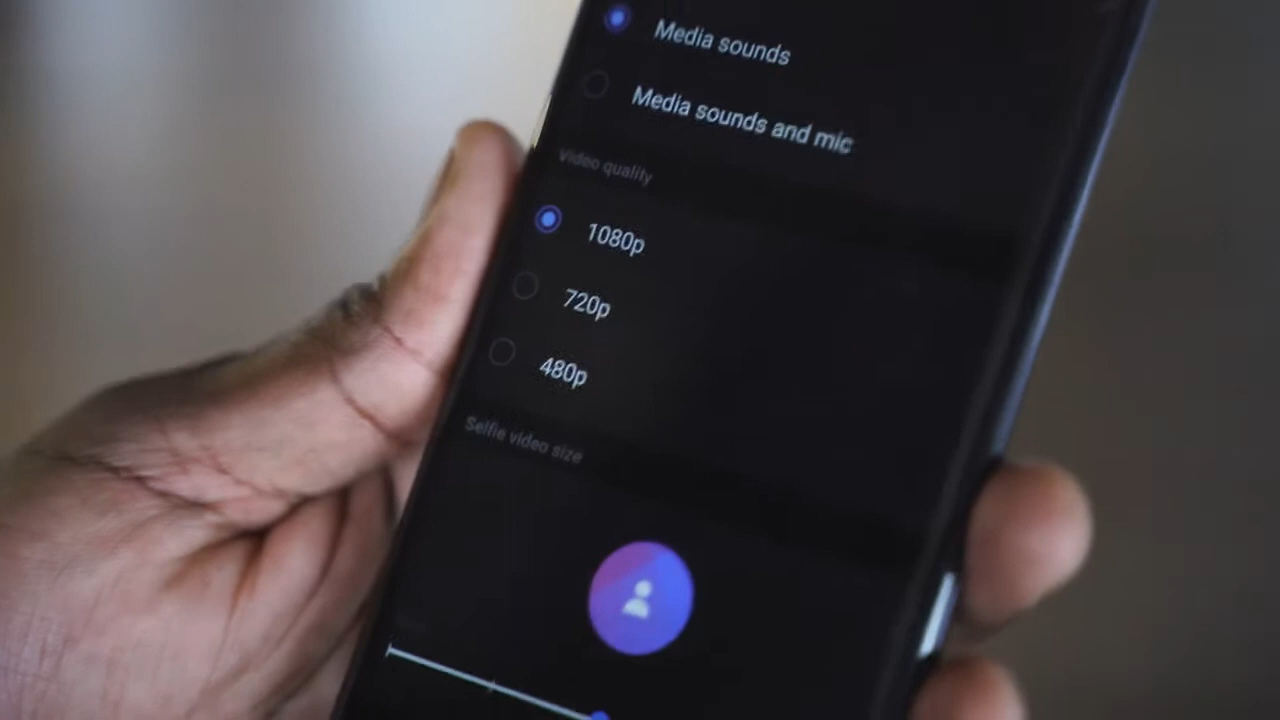 Media sounds
Media sounds and mic
Video quality
1080p
720p
480p
Selfie video size